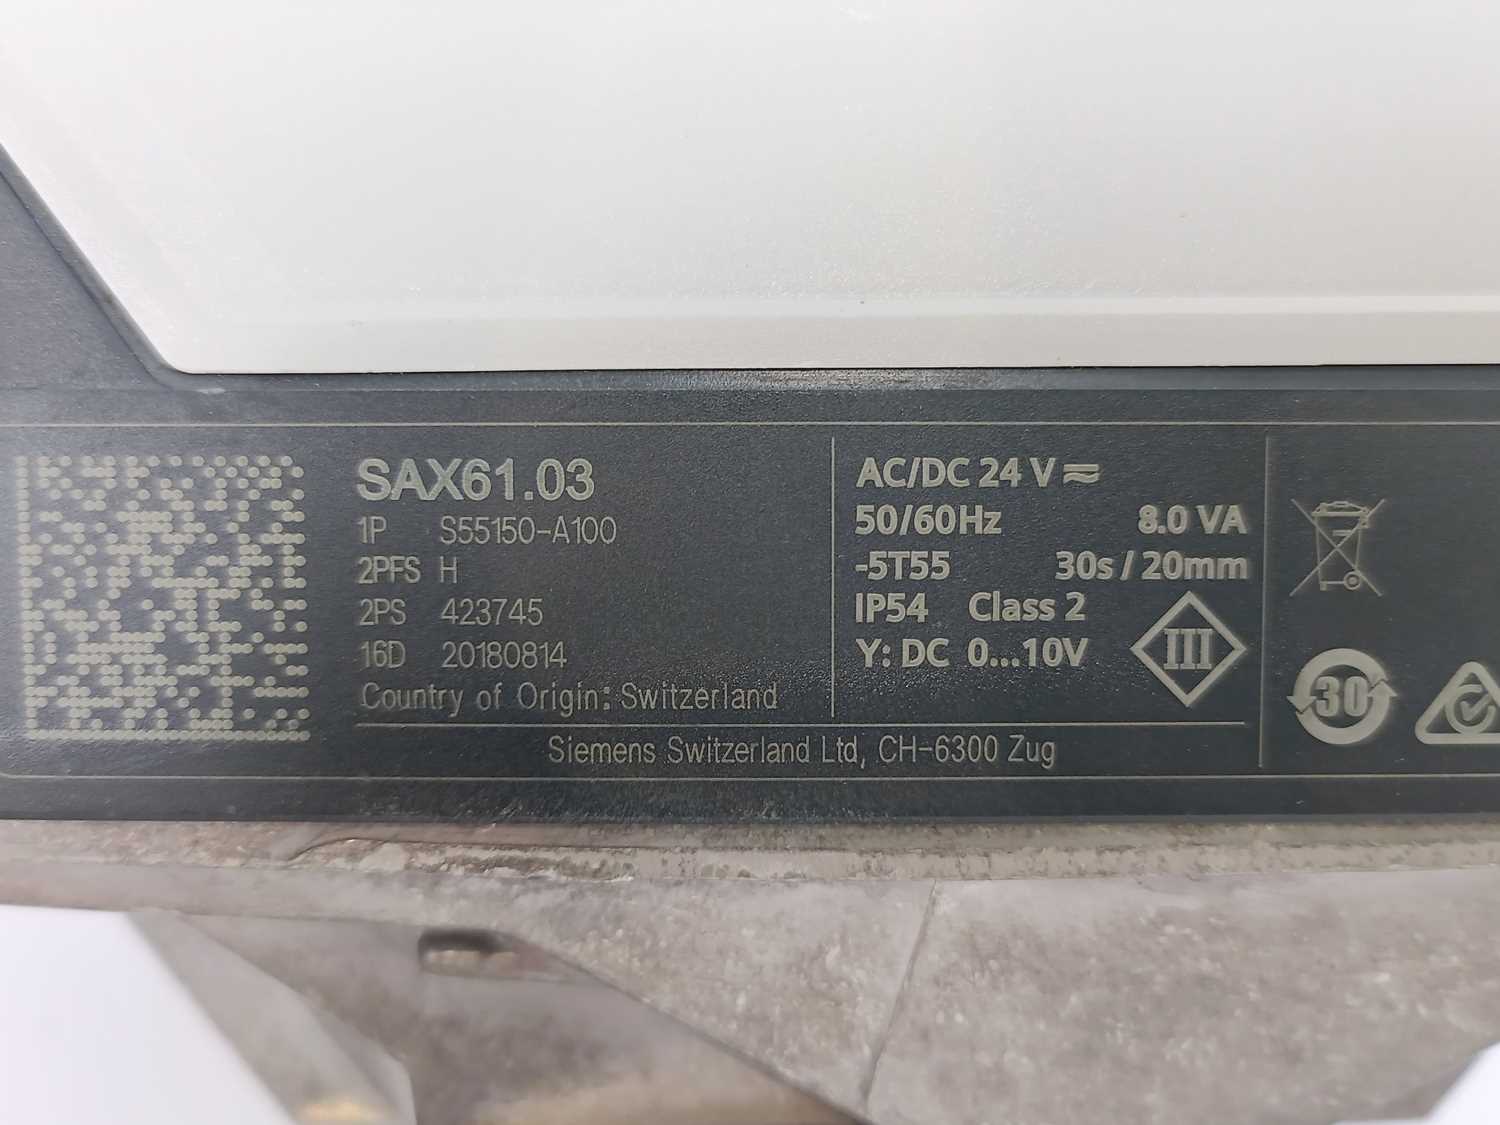 SAX61.03
1P S55150-A100
2PFS H
2PS 423745
16D 20180814
Country of Origin: Switzerland
AC/DC 24 V
50/60Hz 8.0 VA
-5T55 30s / 20mm
IP54 Class 2
Y: DC 0...10V
III
30
Siemens Switzerland Ltd, CH-6300 Zug